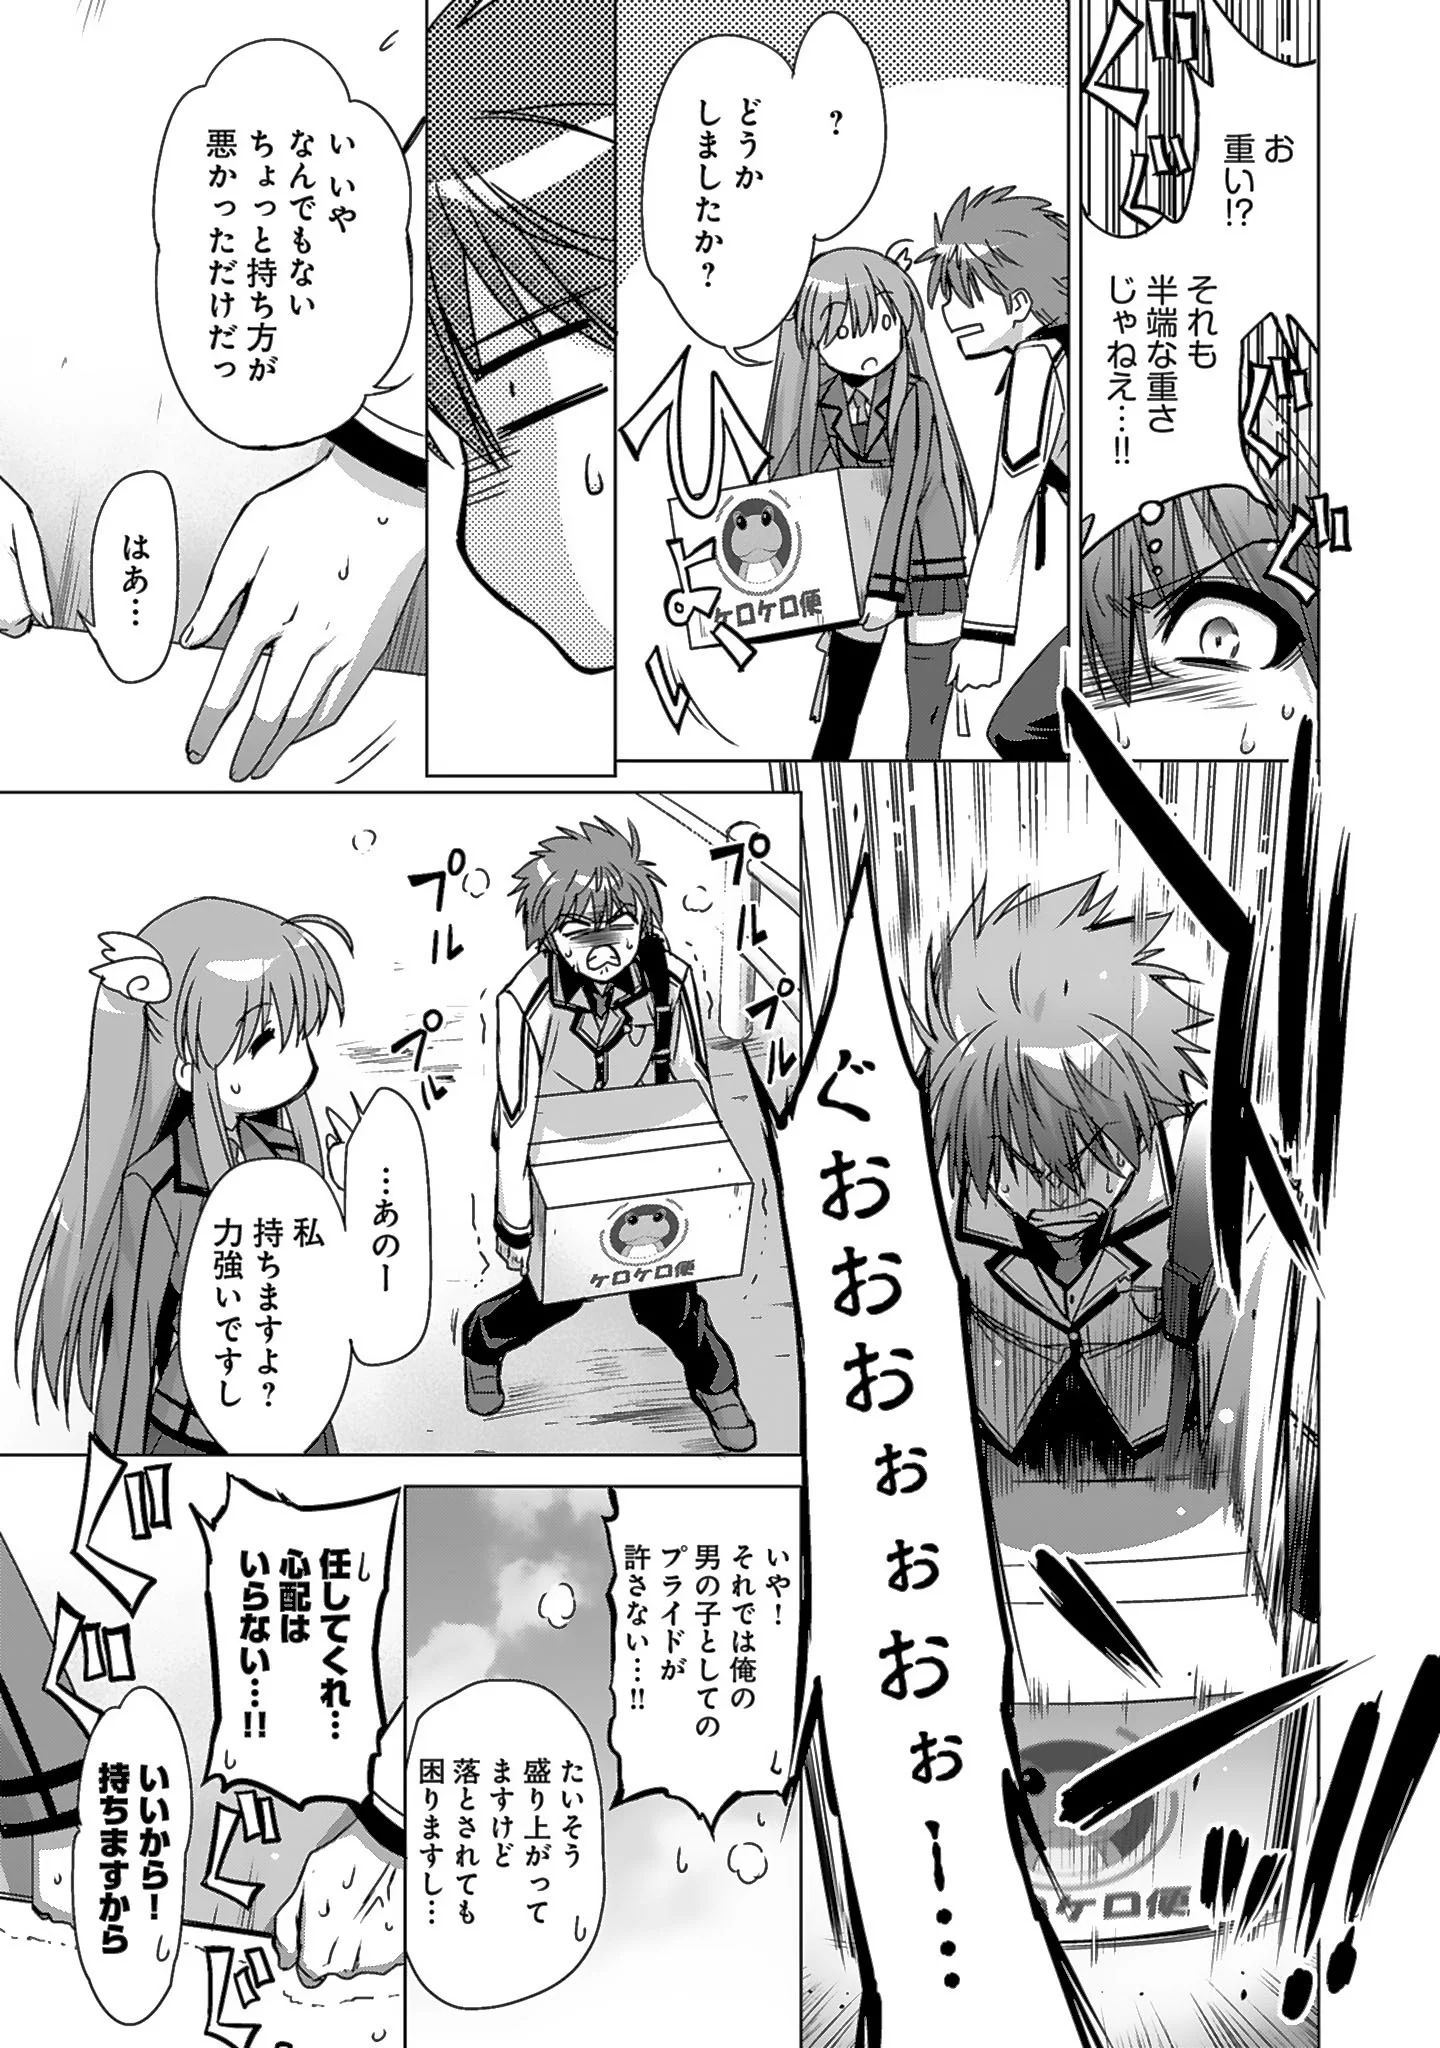 お
重い!?
それも
半端な重さ
じゃねえ…!!
?
どうか
しましたか?
ひょい
ケロケロ便
いいや
なんでもない
ちょっと持ち方が
悪かっただけだっ
はあ…
ぐおおおぉぉおおぉー……
ケロケロ便
プルプル
プルプル
ケロケロ便
…あのー
私
持ちますよ?
力強いですし
いや!
それでは俺の
男の子としての
プライドが
許さない…!!
たいそう
盛り上がって
ますけど
落とされても
困りますし…
任してくれ…
心配は
いらない…!!
いいから!
持ちますから